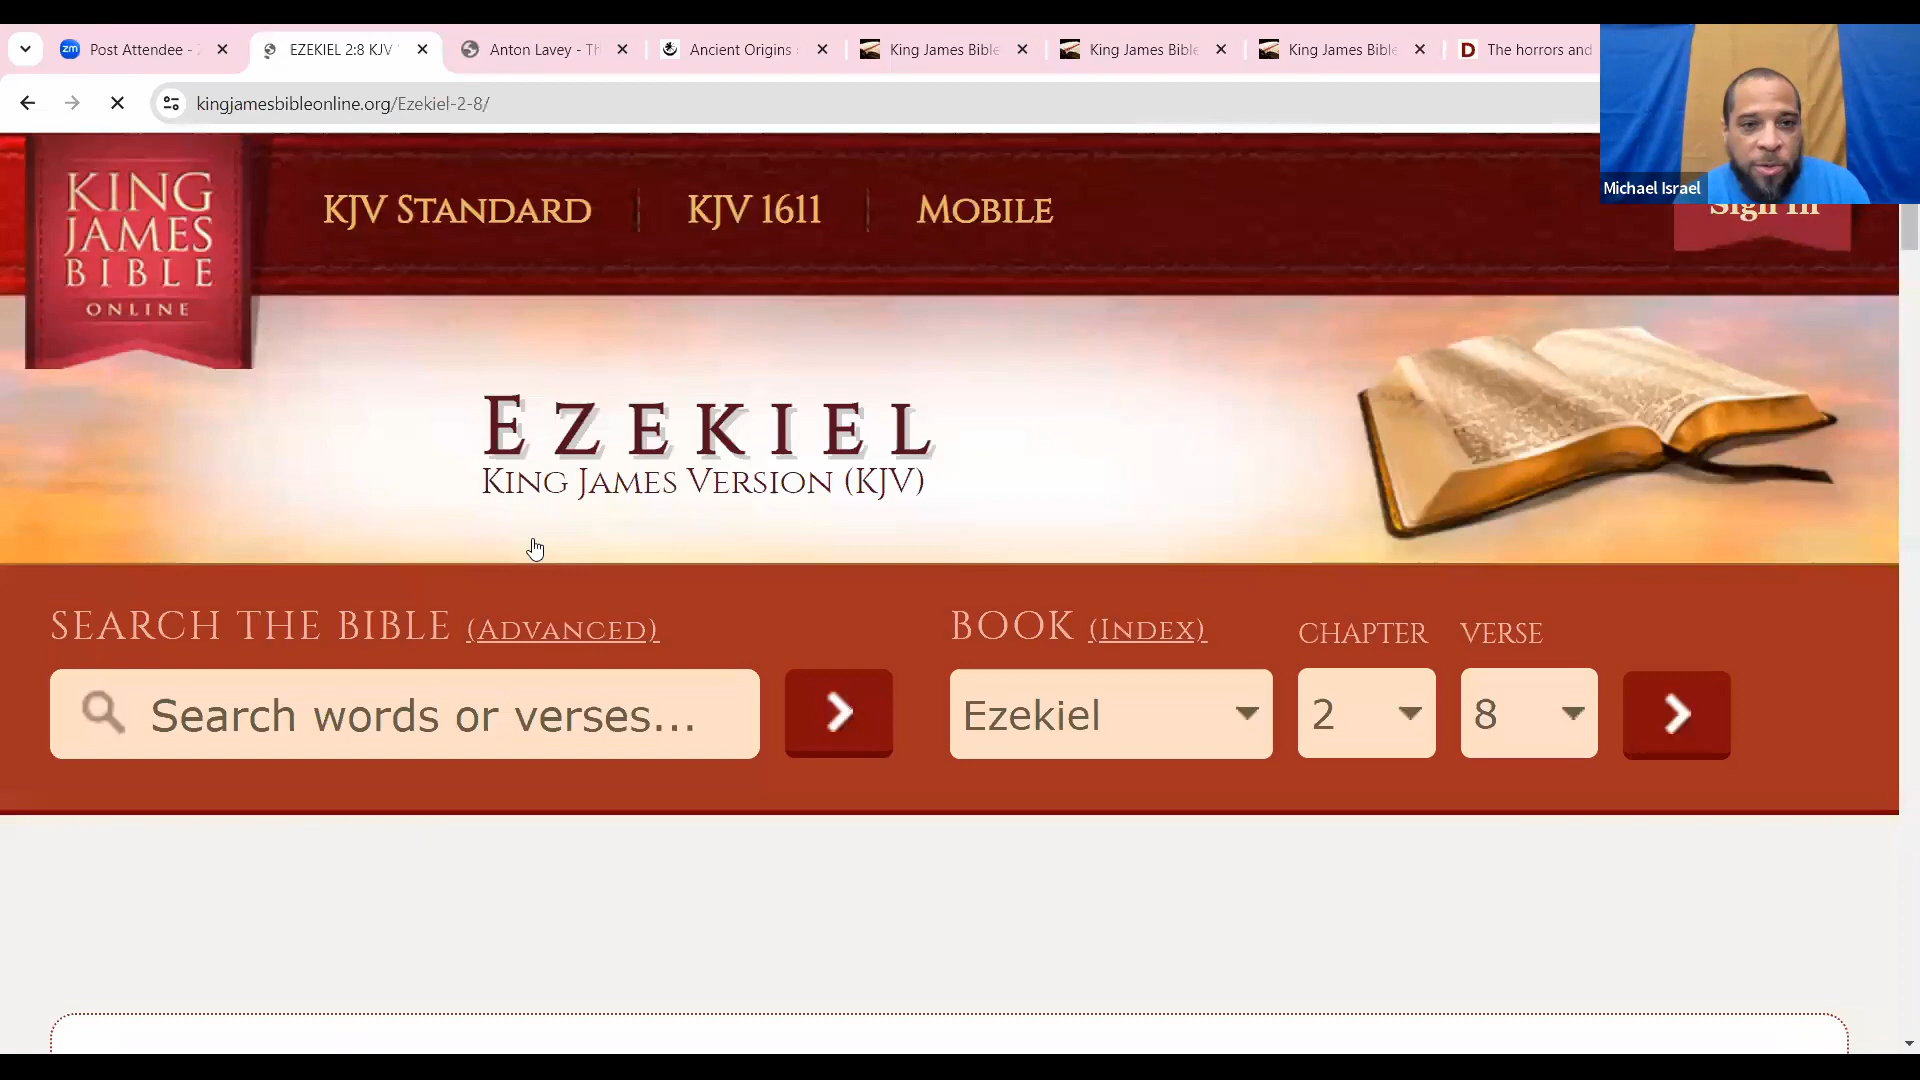 Post Attendee -
EZEKIEL 2:8 KJV
Anton Lavey - Th
Ancient Origins
King James Bible
King James Bible
King James Bible
The horrors and
kingjamesbibleonline.org/Ezekiel-2-8/
Michael Israel
KING
JAMES
BIBLE
ONLINE
KJV STANDARD
KJV 1611
MOBILE
Sign In
EZEKIEL
KING JAMES VERSION (KJV)
SEARCH THE BIBLE (ADVANCED)
BOOK (INDEX)
CHAPTER
VERSE
Search words or verses...
Ezekiel
2
8